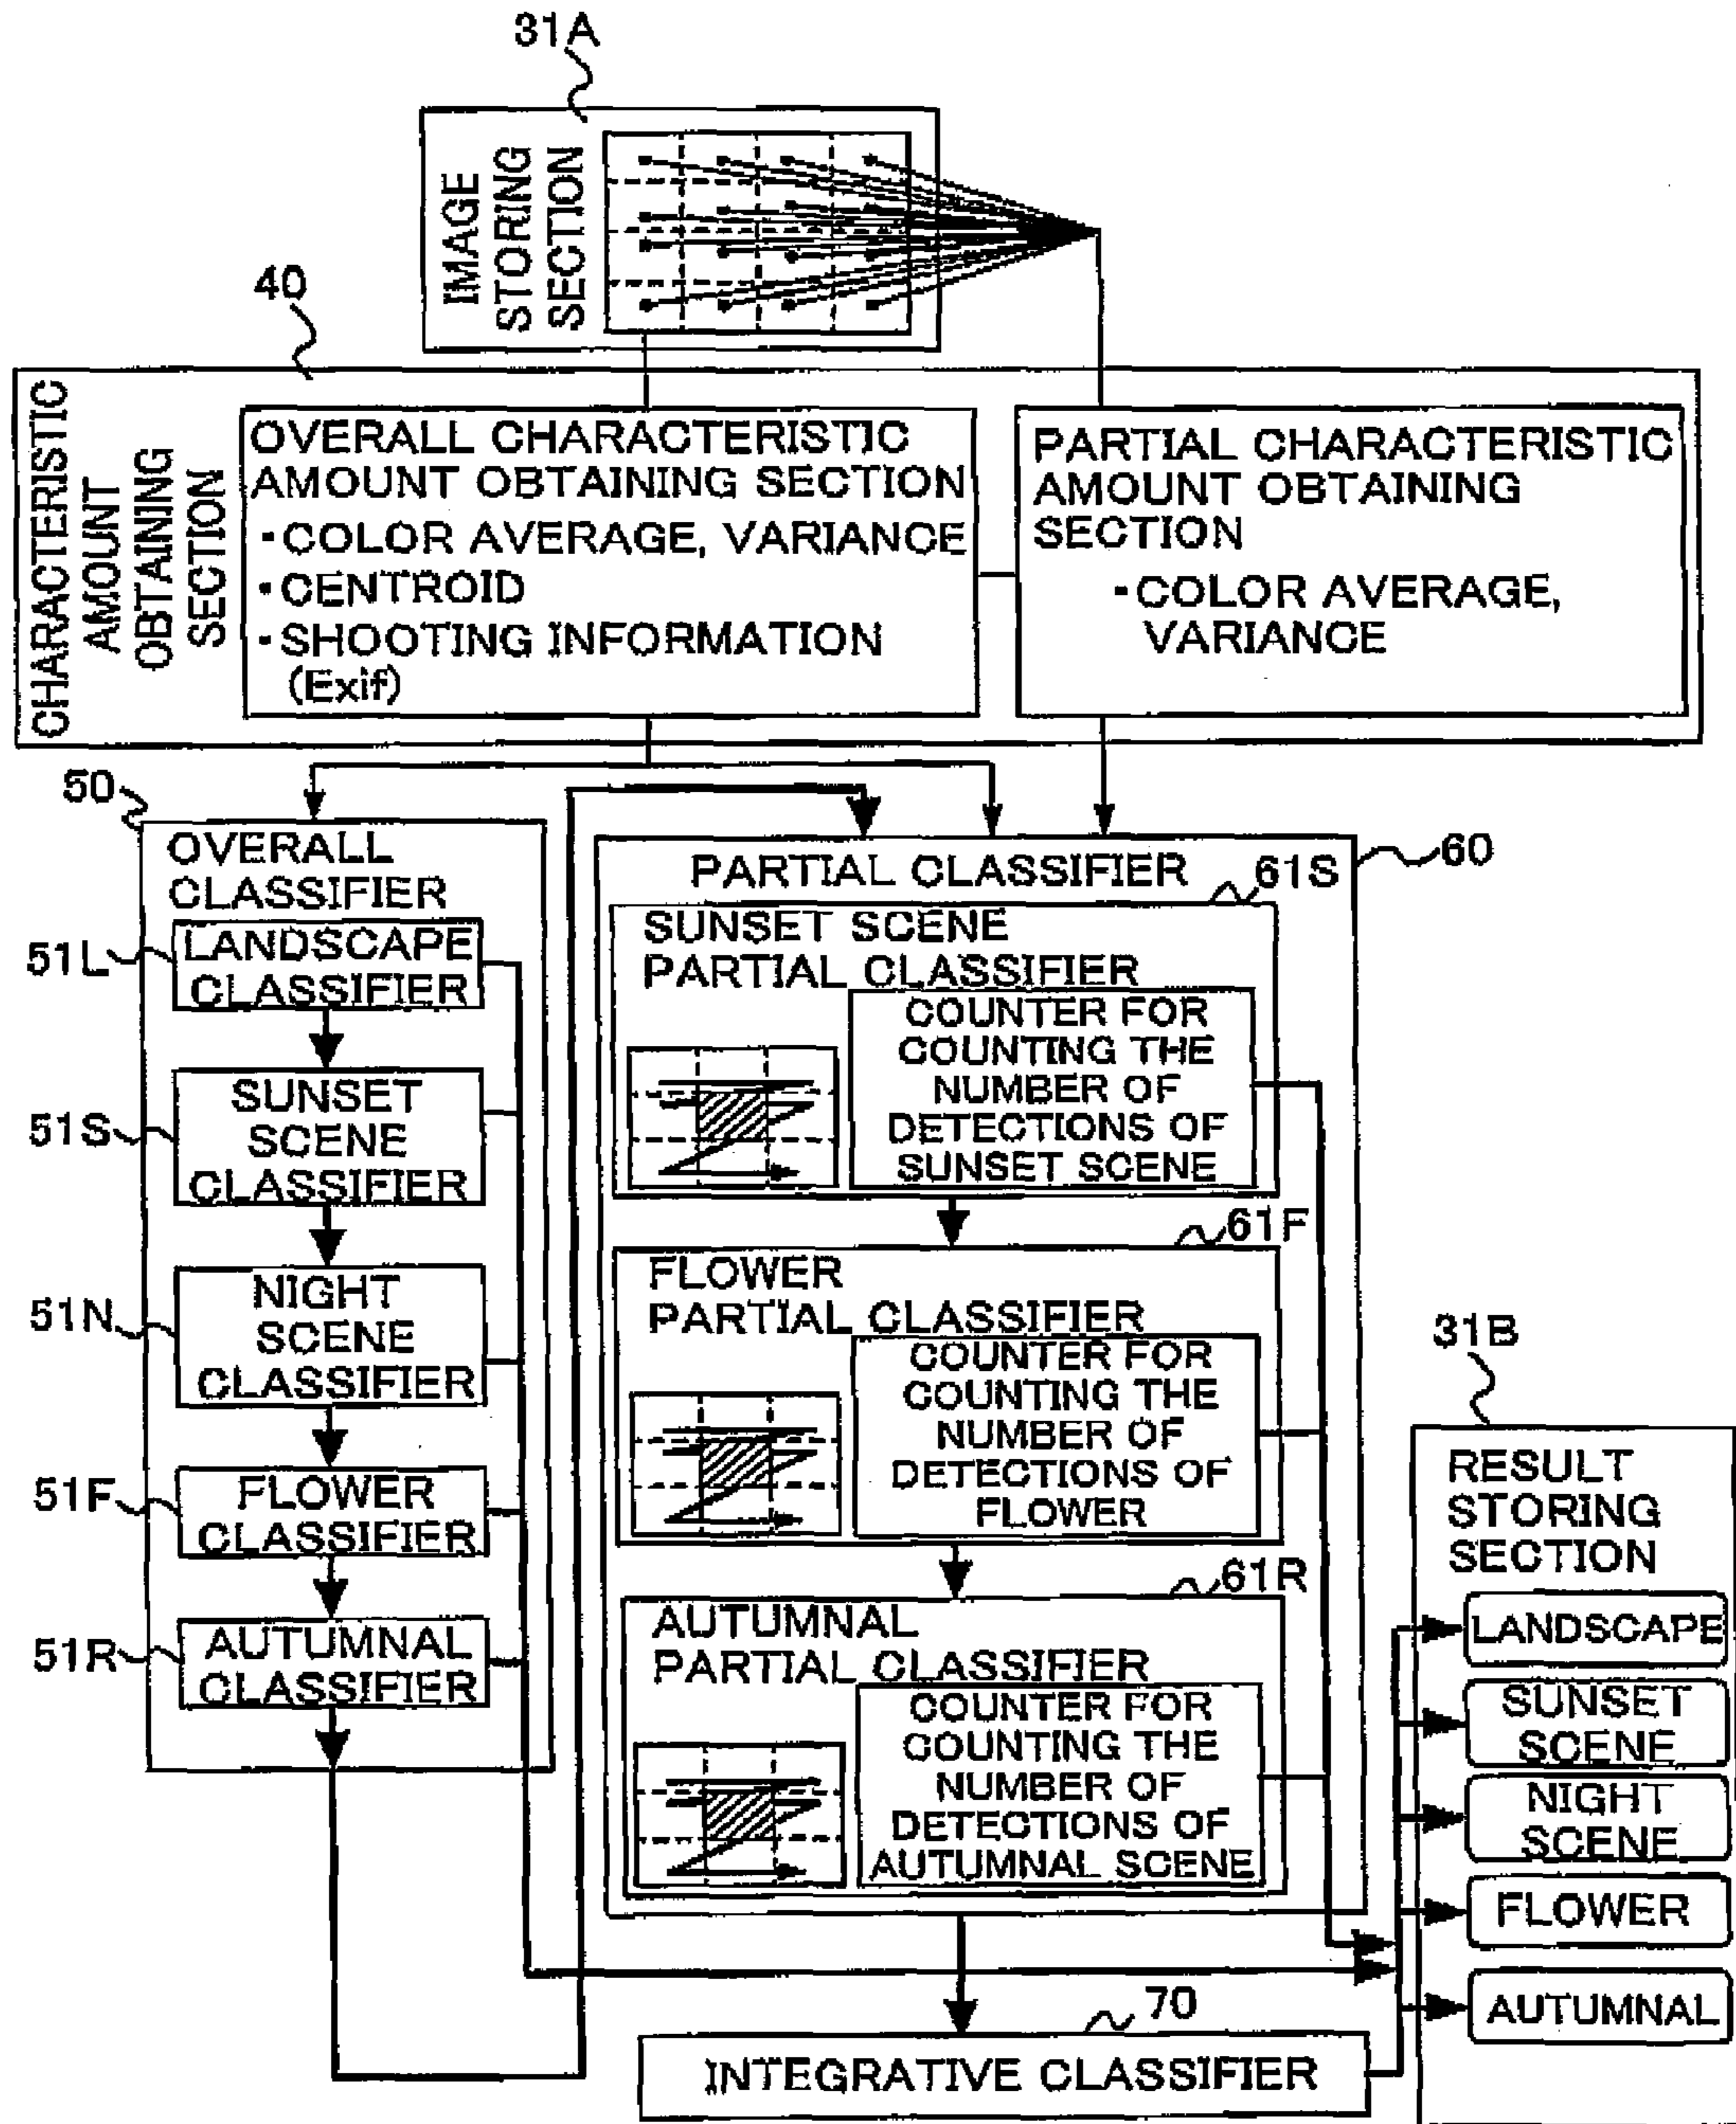 31A
IMAGE
STORING
SECTION
40
CHARACTERISTIC
AMOUNT
OBTAINING
SECTION
OVERALL CHARACTERISTIC
AMOUNT OBTAINING SECTION
・COLOR AVERAGE, VARIANCE
・CENTROID
・SHOOTING INFORMATION
(Exif)
PARTIAL CHARACTERISTIC
AMOUNT OBTAINING
SECTION
・COLOR AVERAGE,
VARIANCE
50
OVERALL
CLASSIFIER
51L
LANDSCAPE
CLASSIFIER
51S
SUNSET
SCENE
CLASSIFIER
51N
NIGHT
SCENE
CLASSIFIER
51F
FLOWER
CLASSIFIER
51R
AUTUMNAL
CLASSIFIER
60
PARTIAL CLASSIFIER
61S
SUNSET SCENE
PARTIAL CLASSIFIER
COUNTER FOR
COUNTING THE
NUMBER OF
DETECTIONS OF
SUNSET SCENE
61F
FLOWER
PARTIAL CLASSIFIER
COUNTER FOR
COUNTING THE
NUMBER OF
DETECTIONS OF
FLOWER
61R
AUTUMNAL
PARTIAL CLASSIFIER
COUNTER FOR
COUNTING THE
NUMBER OF
DETECTIONS OF
AUTUMNAL SCENE
70
INTEGRATIVE CLASSIFIER
31B
RESULT
STORING
SECTION
LANDSCAPE
SUNSET
SCENE
NIGHT
SCENE
FLOWER
AUTUMNAL